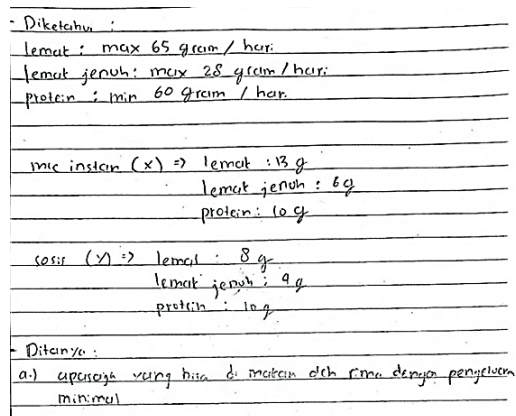 - Diketahui :
lemak : max 65 gram / hari
lemak jenuh : max 28 gram / hari
protein : min 60 gram / hari
mie instan (x) => lemak : 13 g
lemak jenuh : 6 g
protein : 10 g
sosis (y) => lemak : 8 g
lemak jenuh : 4 g
protein : 10 g
- Ditanya :
a.) apasaja yang bisa di makan oleh rima dengan pengeluaran
minimal